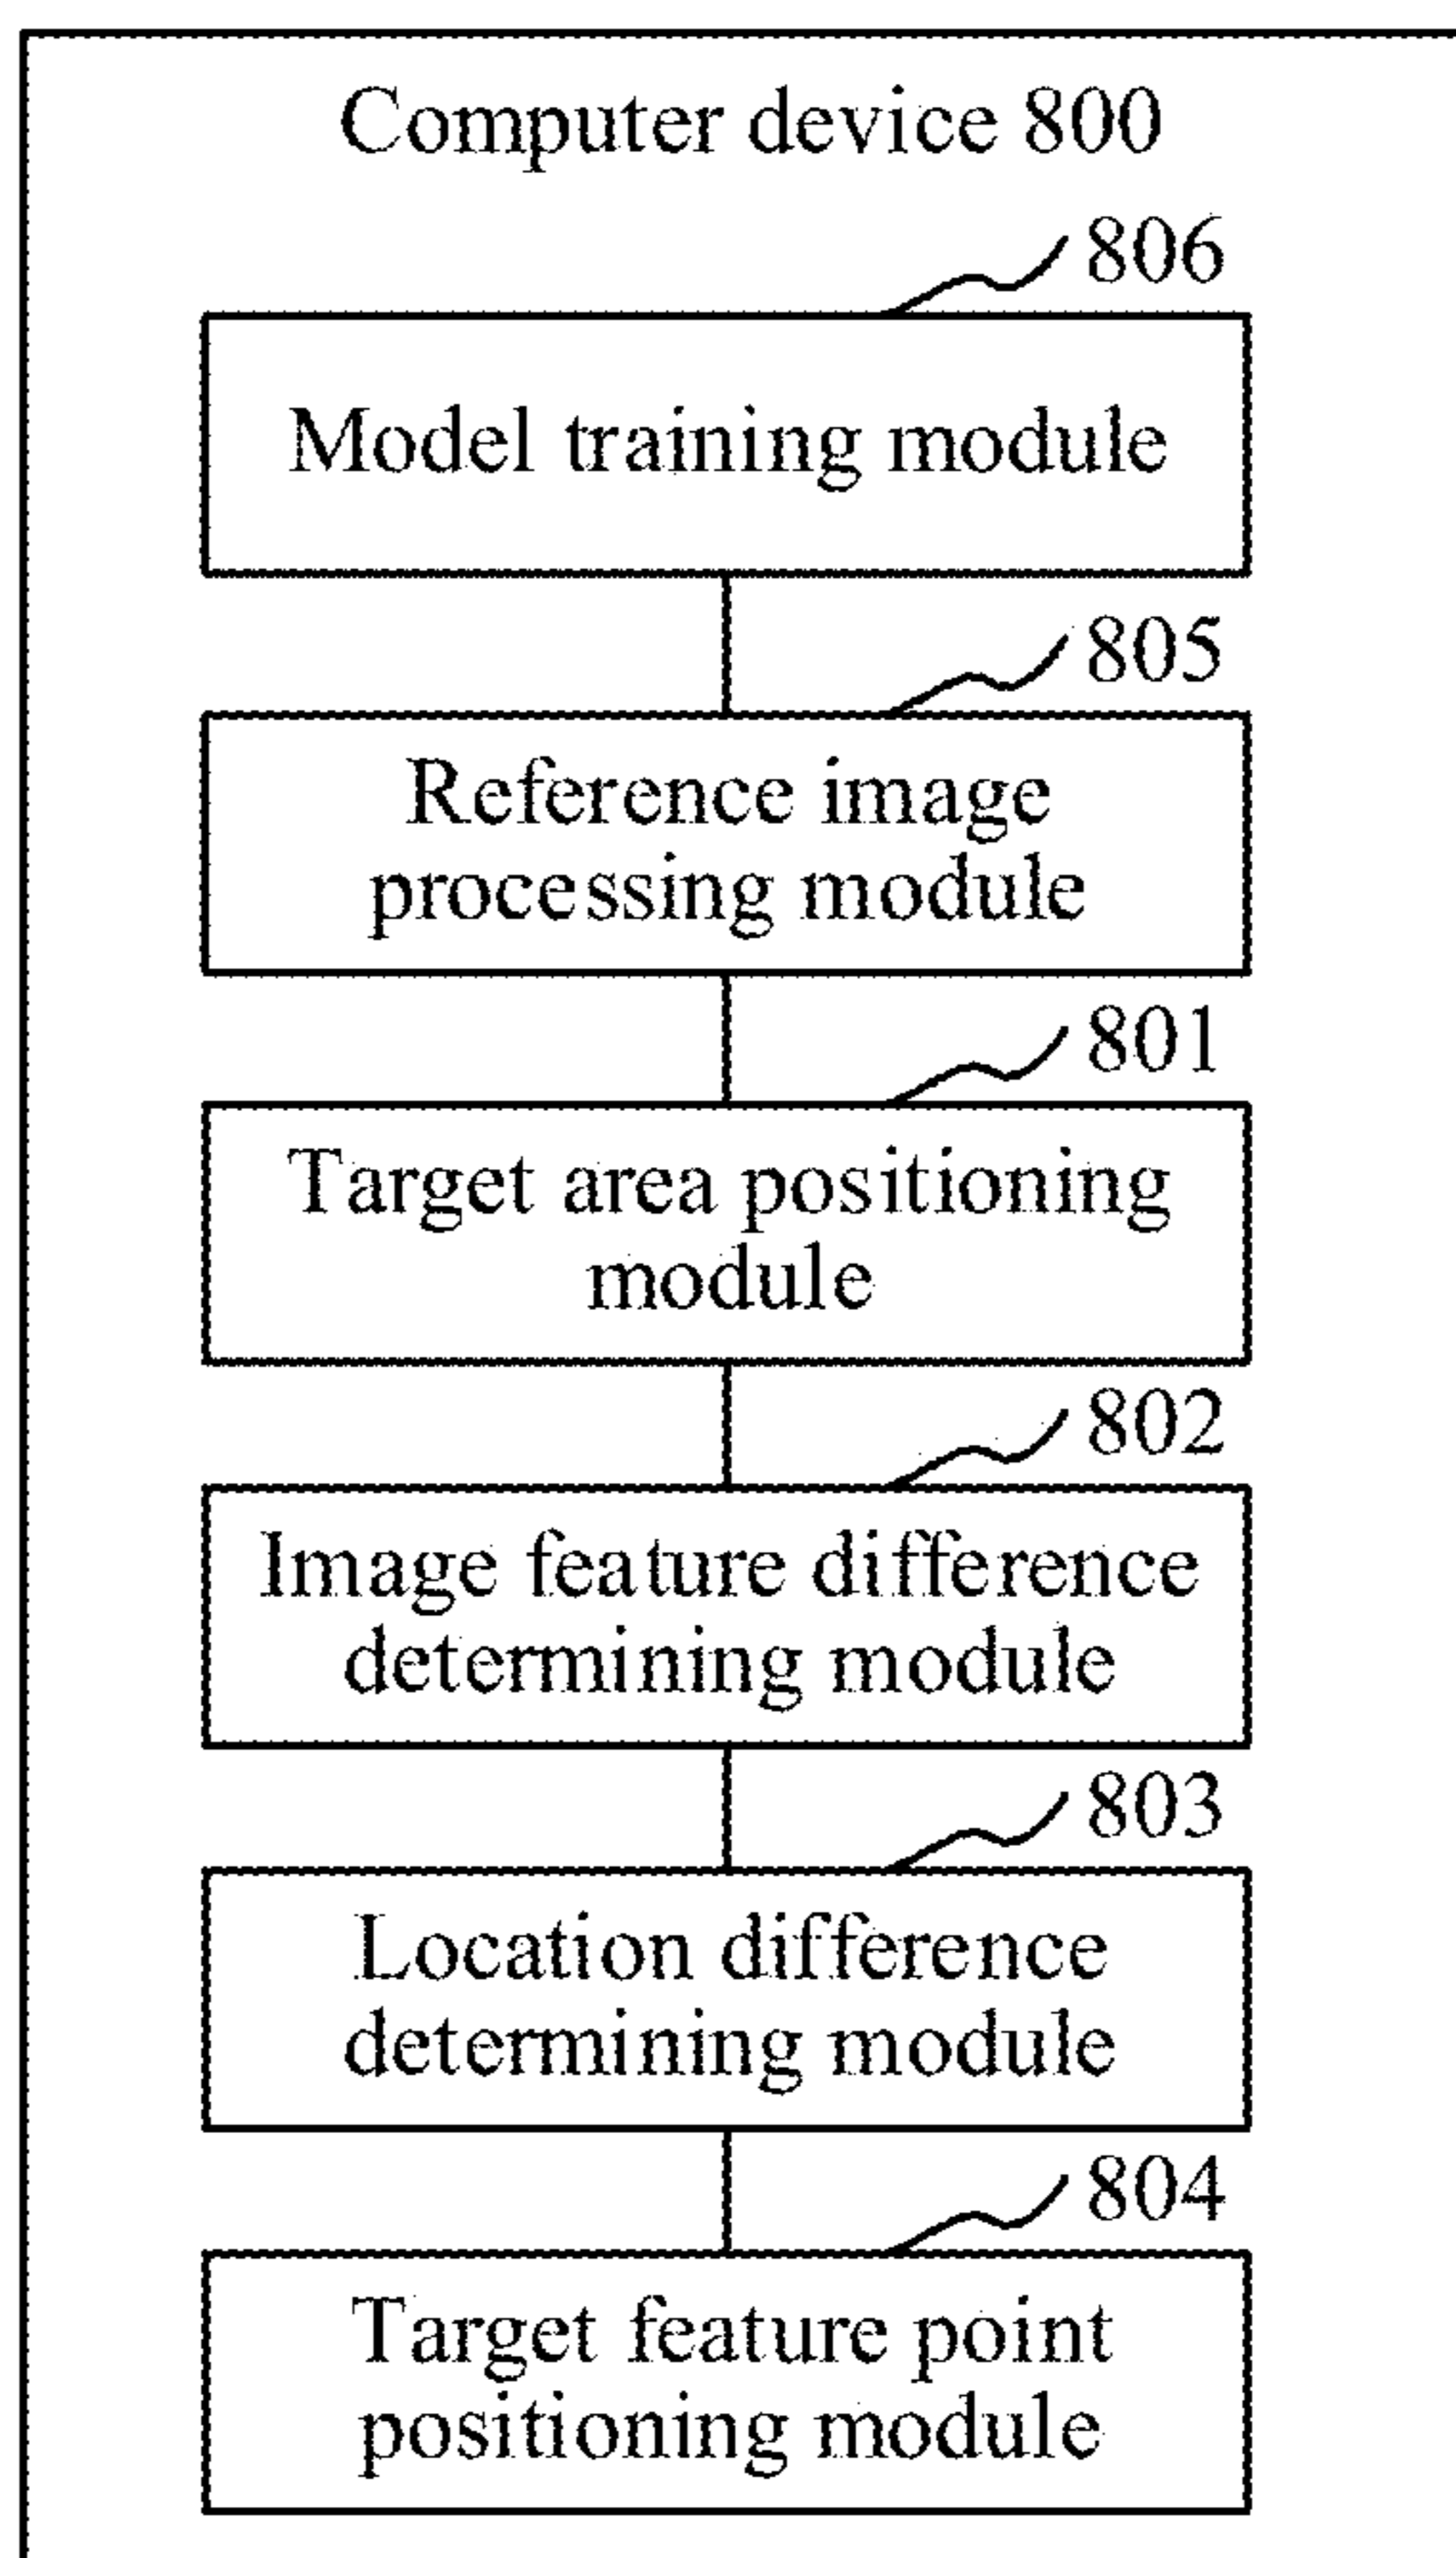 Computer device 800
806
Model training module
805
Reference image
processing module
801
Target area positioning
module
802
Image feature difference
determining module
803
Location difference
determining module
804
Target feature point
positioning module